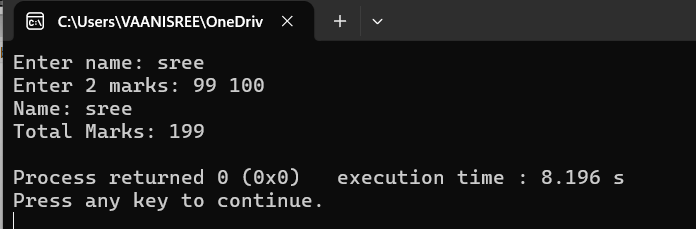 C:\Users\VAANISREE\OneDriv
Enter name: sree
Enter 2 marks: 99 100
Name: sree
Total Marks: 199
Process returned 0 (0x0)   execution time : 8.196 s
Press any key to continue.